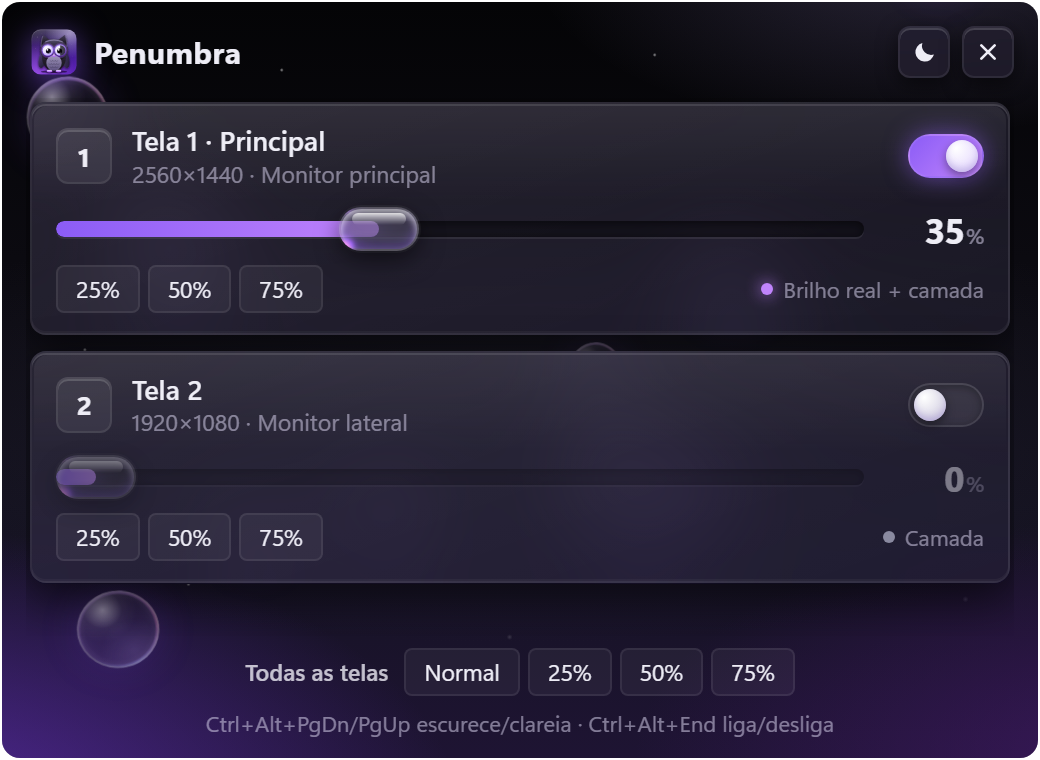 Penumbra
1
Tela 1 · Principal
2560×1440 · Monitor principal
35%
25% 50% 75%
Brilho real + camada
2
Tela 2
1920×1080 · Monitor lateral
0%
25% 50% 75%
Camada
Todas as telas Normal 25% 50% 75%
Ctrl+Alt+PgDn/PgUp escurece/clareia · Ctrl+Alt+End liga/desliga